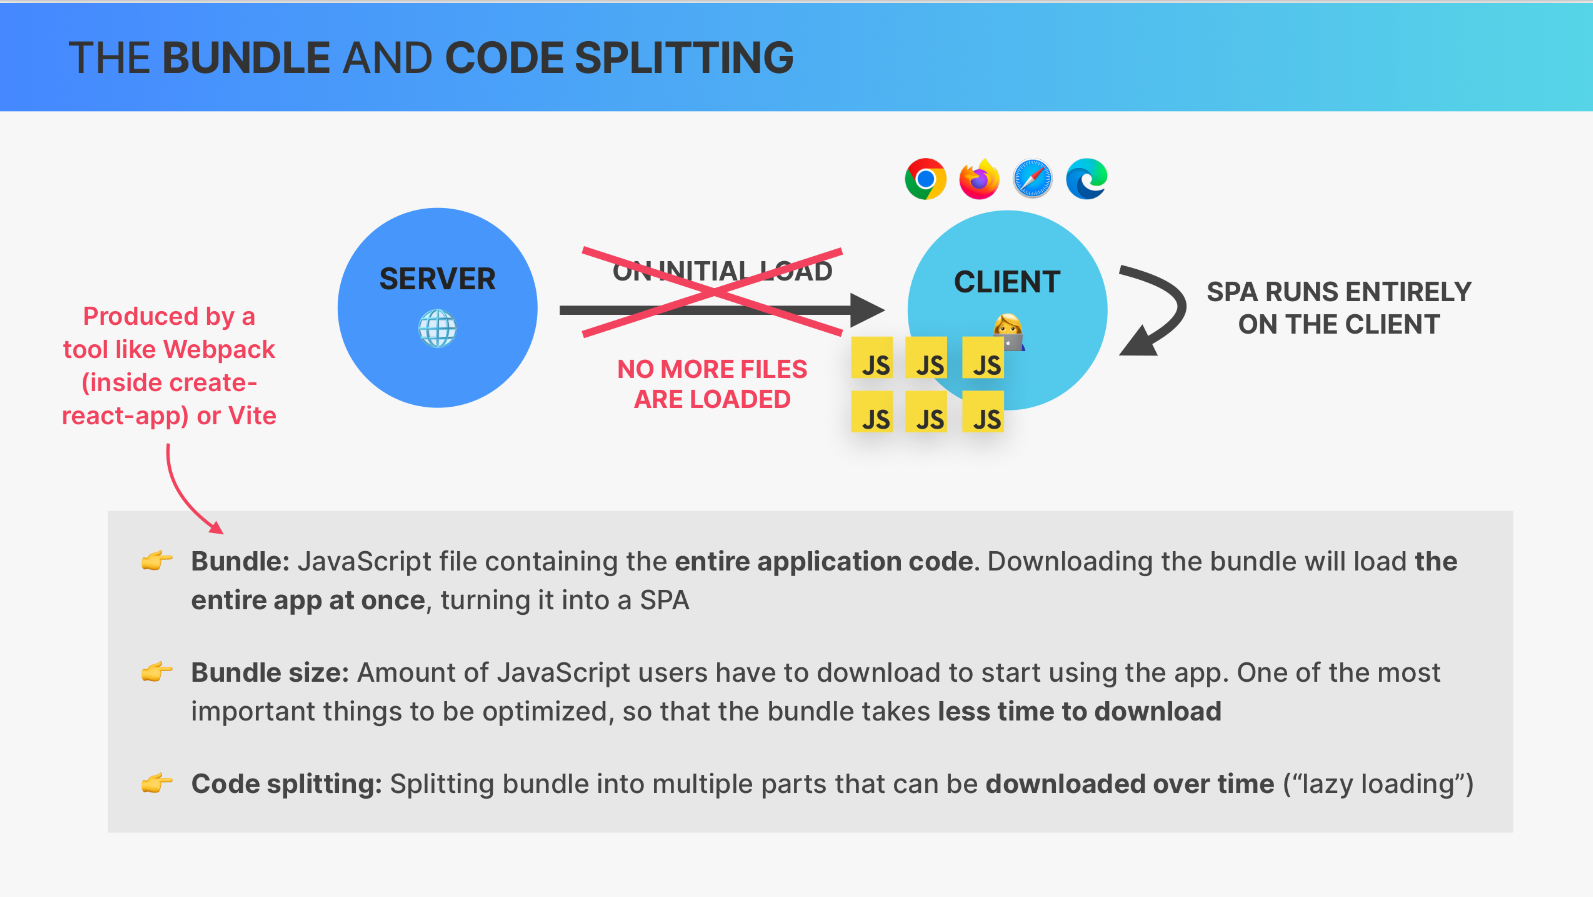 THE BUNDLE AND CODE SPLITTING
SERVER
ON INITIAL LOAD
CLIENT
SPA RUNS ENTIRELY
ON THE CLIENT
Produced by a
tool like Webpack
(inside create-
react-app) or Vite
NO MORE FILES
ARE LOADED
JS JS JS
JS JS JS
Bundle: JavaScript file containing the entire application code. Downloading the bundle will load the
entire app at once, turning it into a SPA
Bundle size: Amount of JavaScript users have to download to start using the app. One of the most
important things to be optimized, so that the bundle takes less time to download
Code splitting: Splitting bundle into multiple parts that can be downloaded over time (“lazy loading”)